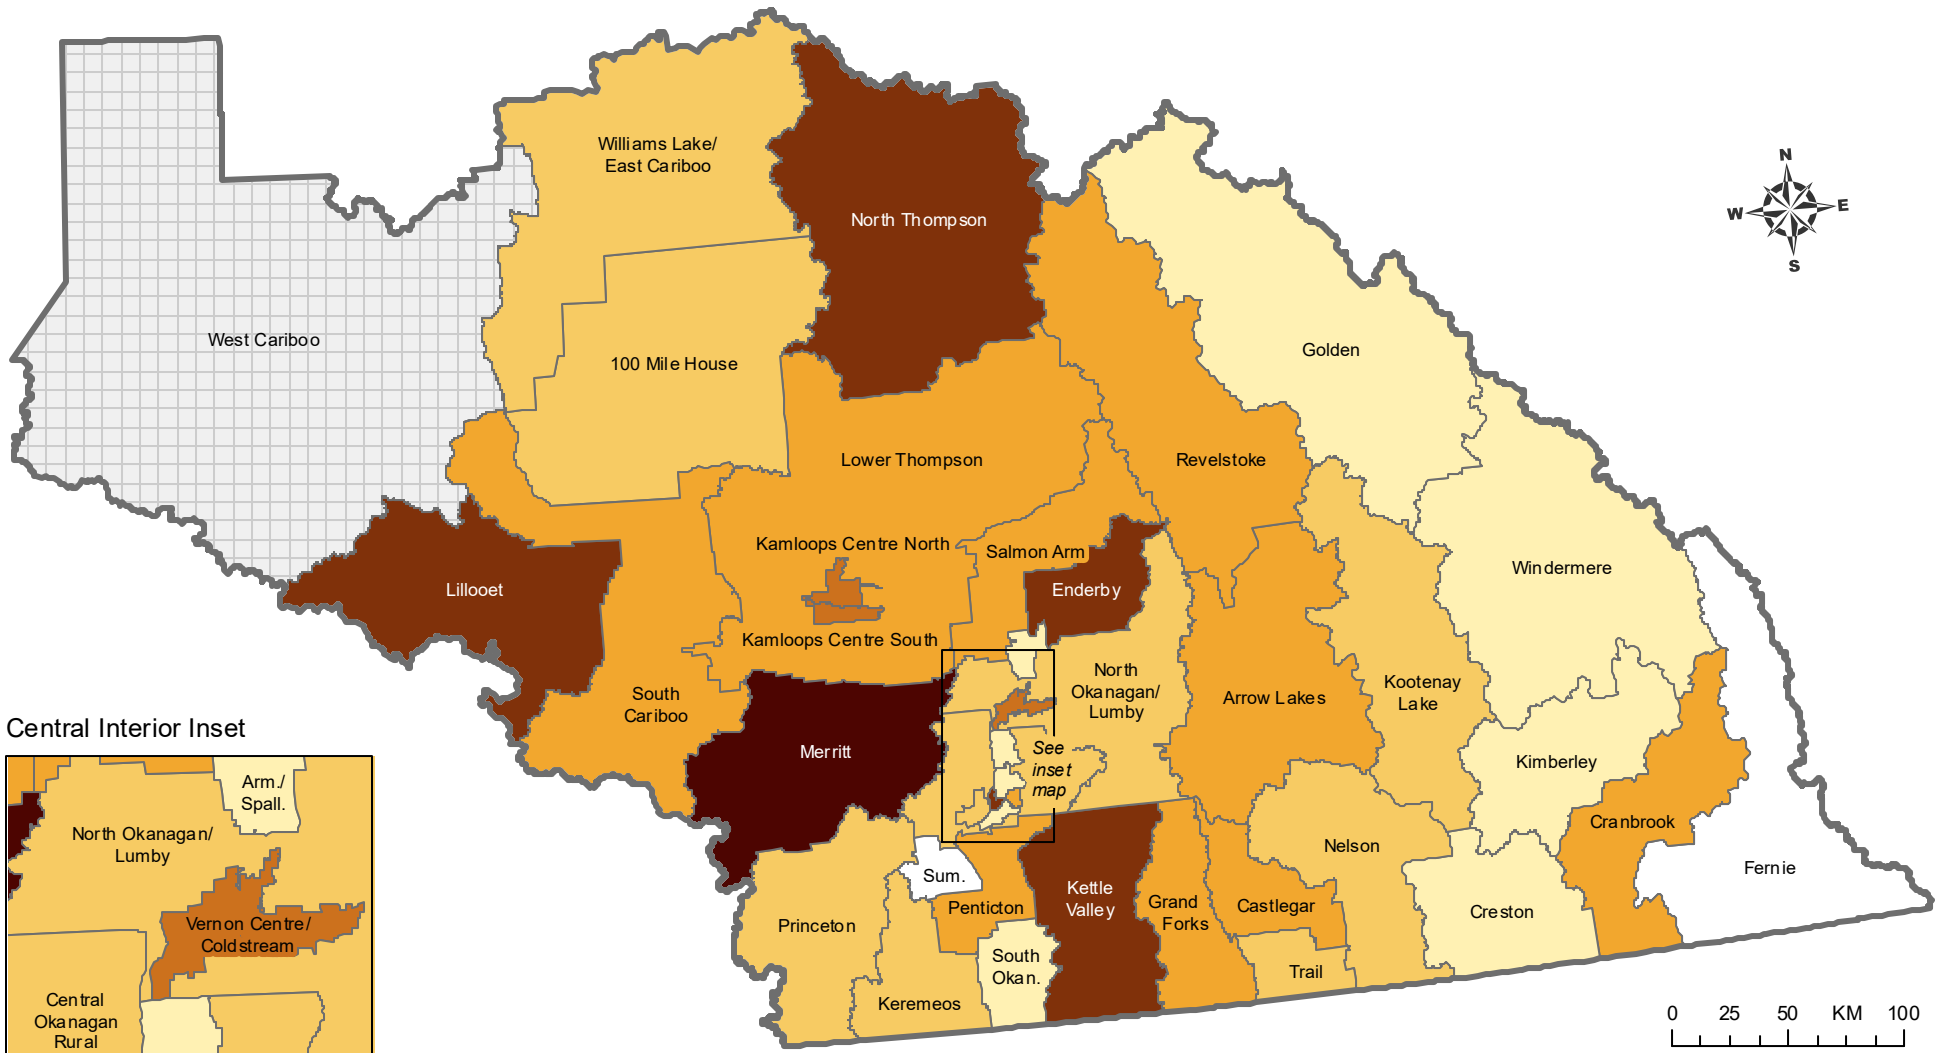 N
W
E
S
Williams Lake/
East Cariboo
North Thompson
West Cariboo
100 Mile House
Golden
Lower Thompson
Revelstoke
Kamloops Centre North
Salmon Arm
Windermere
Lillooet
Enderby
Kamloops Centre South
North
Okanagan/
Lumby
Kootenay
Lake
South
Cariboo
Arrow Lakes
Merritt
See
inset
map
Kimberley
Cranbrook
Nelson
Sum.
Fernie
Kettle
Valley
Penticton
Grand
Forks
Castlegar
Creston
Princeton
South
Okan.
Trail
Keremeos
0 25 50 KM 100
Central Interior Inset
Arm./
Spall.
North Okanagan/
Lumby
Vernon Centre/
Coldstream
Central
Okanagan
Rural